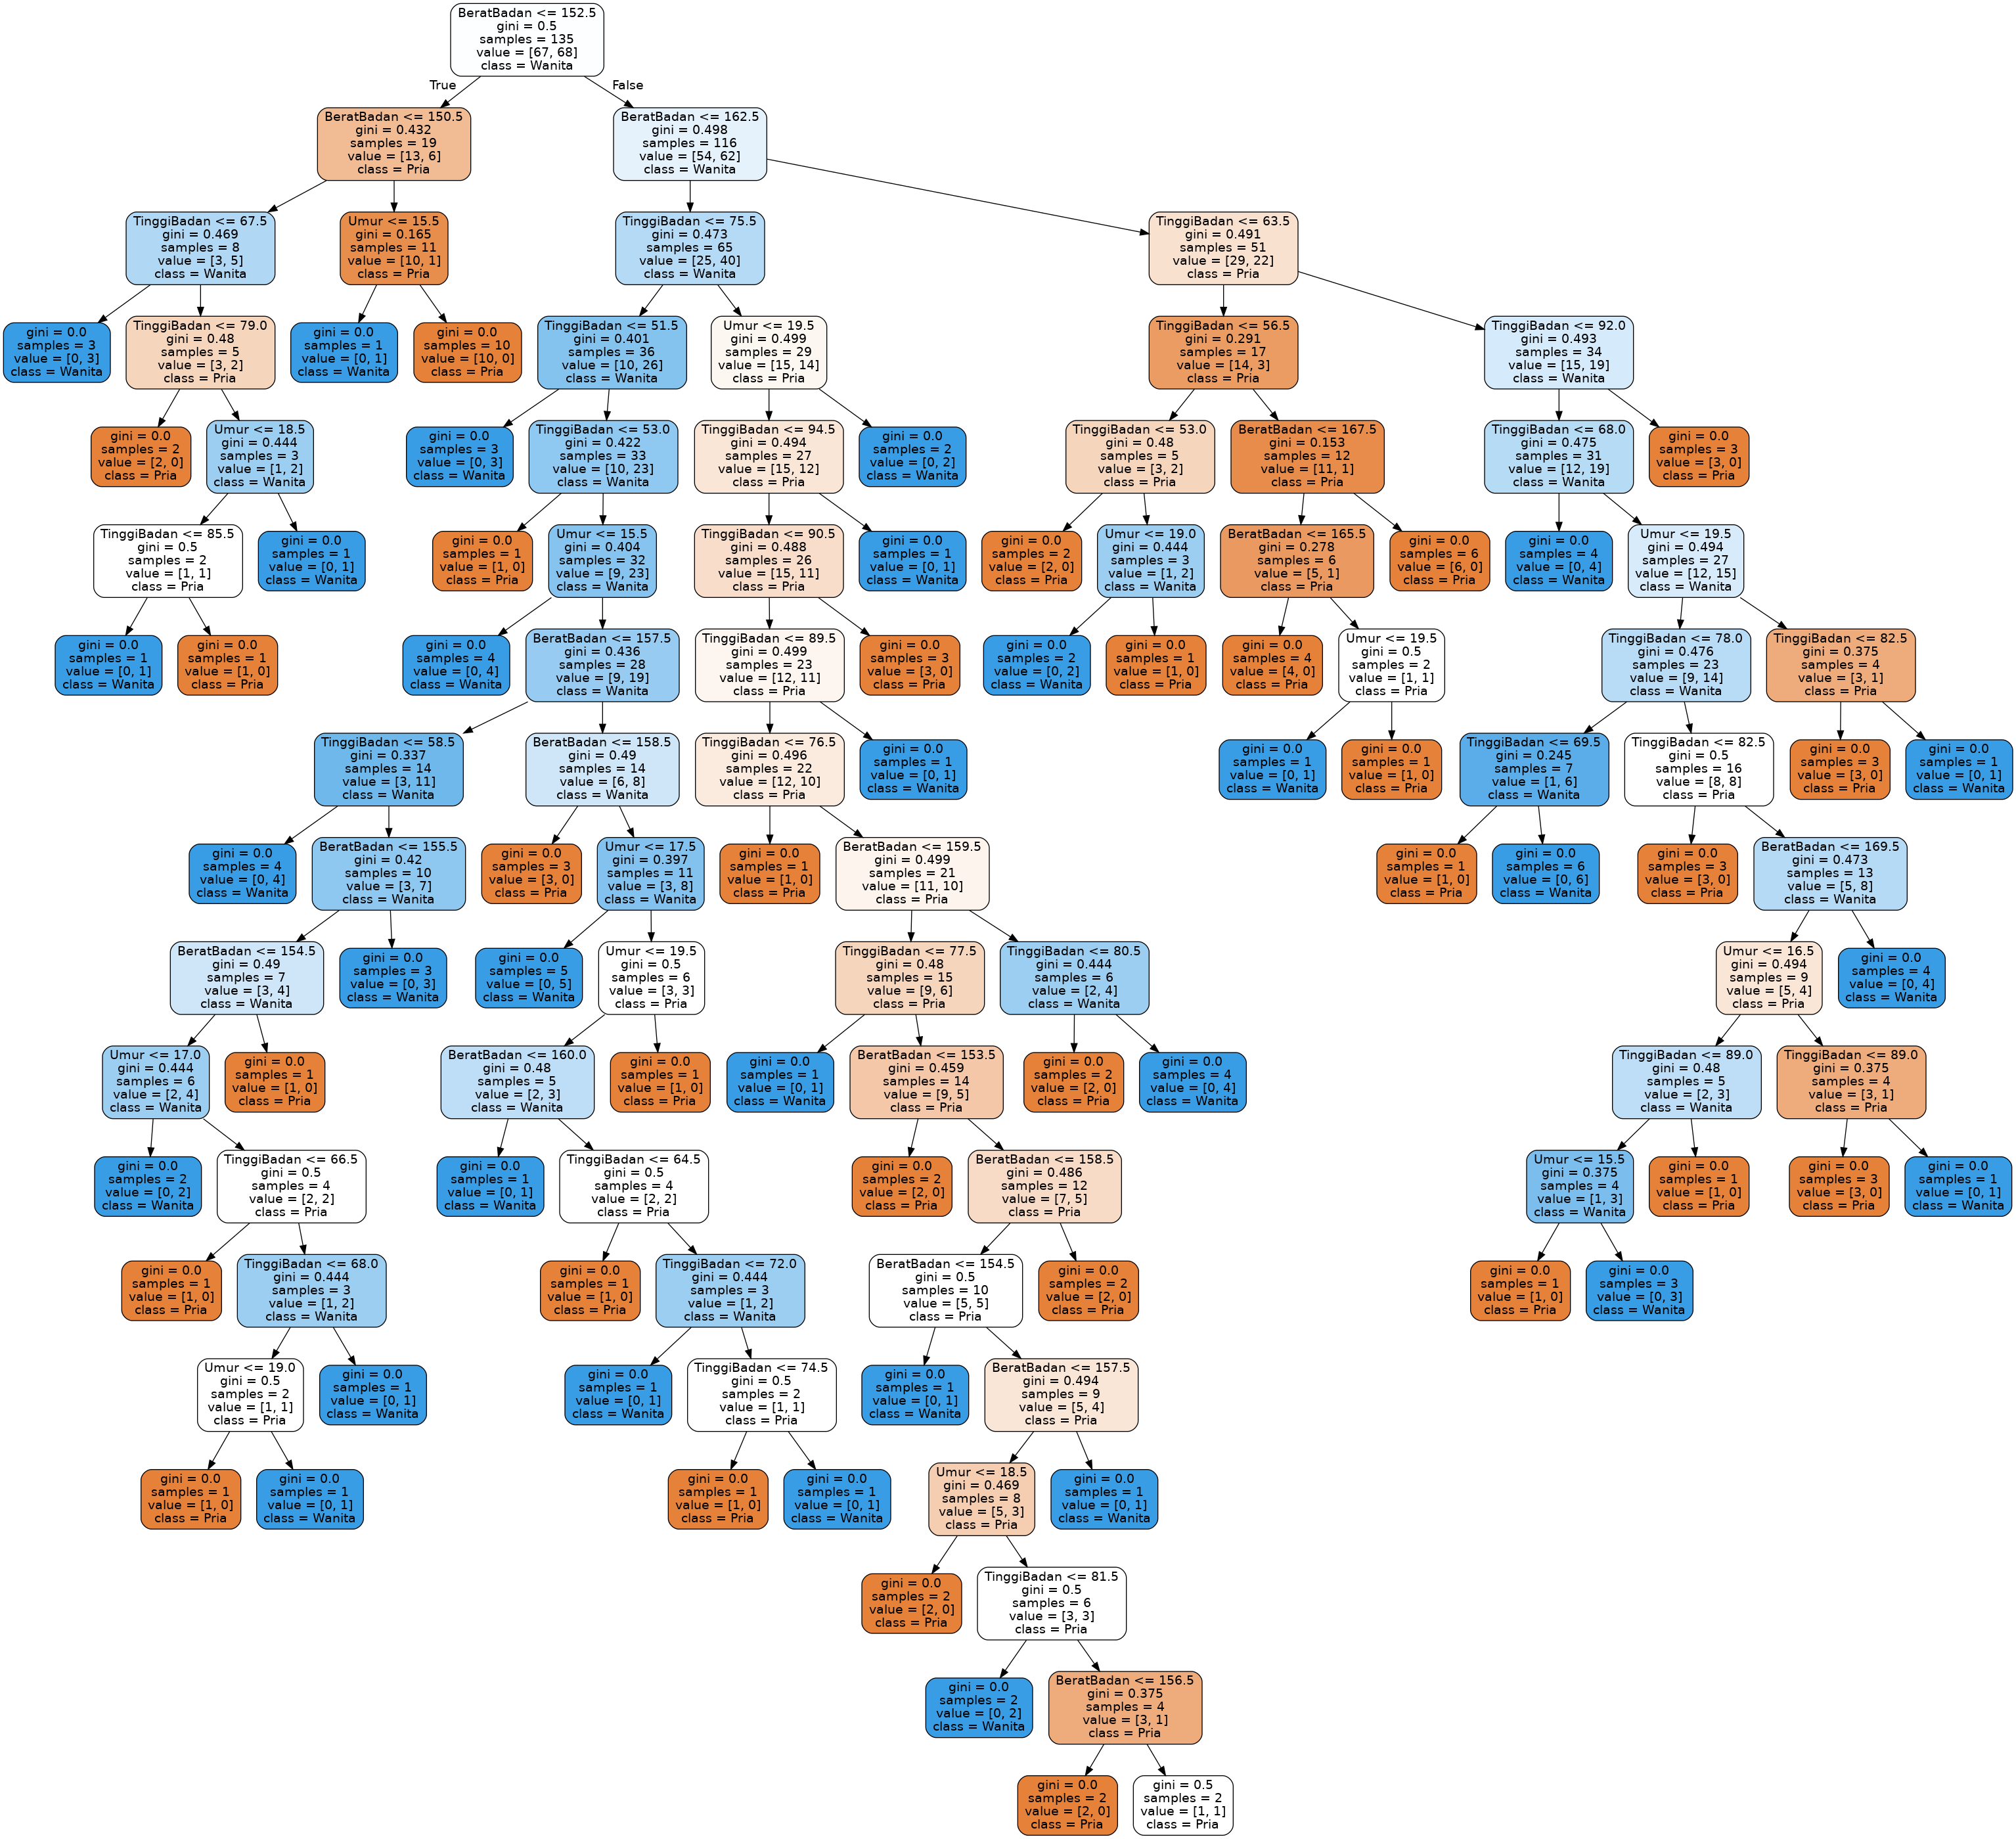 BeratBadan <= 152.5
gini = 0.5
samples = 135
value = [67, 68]
class = Wanita
True
False
BeratBadan <= 150.5
gini = 0.432
samples = 19
value = [13, 6]
class = Pria
BeratBadan <= 162.5
gini = 0.498
samples = 116
value = [54, 62]
class = Wanita
TinggiBadan <= 67.5
gini = 0.469
samples = 8
value = [3, 5]
class = Wanita
Umur <= 15.5
gini = 0.165
samples = 11
value = [10, 1]
class = Pria
TinggiBadan <= 75.5
gini = 0.473
samples = 65
value = [25, 40]
class = Wanita
TinggiBadan <= 63.5
gini = 0.491
samples = 51
value = [29, 22]
class = Pria
gini = 0.0
samples = 3
value = [0, 3]
class = Wanita
TinggiBadan <= 79.0
gini = 0.48
samples = 5
value = [3, 2]
class = Pria
gini = 0.0
samples = 1
value = [0, 1]
class = Wanita
gini = 0.0
samples = 10
value = [10, 0]
class = Pria
TinggiBadan <= 51.5
gini = 0.401
samples = 36
value = [10, 26]
class = Wanita
Umur <= 19.5
gini = 0.499
samples = 29
value = [15, 14]
class = Pria
TinggiBadan <= 56.5
gini = 0.291
samples = 17
value = [14, 3]
class = Pria
TinggiBadan <= 92.0
gini = 0.493
samples = 34
value = [15, 19]
class = Wanita
gini = 0.0
samples = 2
value = [2, 0]
class = Pria
Umur <= 18.5
gini = 0.444
samples = 3
value = [1, 2]
class = Wanita
gini = 0.0
samples = 3
value = [0, 3]
class = Wanita
TinggiBadan <= 53.0
gini = 0.422
samples = 33
value = [10, 23]
class = Wanita
TinggiBadan <= 94.5
gini = 0.494
samples = 27
value = [15, 12]
class = Pria
gini = 0.0
samples = 2
value = [0, 2]
class = Wanita
TinggiBadan <= 53.0
gini = 0.48
samples = 5
value = [3, 2]
class = Pria
BeratBadan <= 167.5
gini = 0.153
samples = 12
value = [11, 1]
class = Pria
TinggiBadan <= 68.0
gini = 0.475
samples = 31
value = [12, 19]
class = Wanita
gini = 0.0
samples = 3
value = [3, 0]
class = Pria
TinggiBadan <= 85.5
gini = 0.5
samples = 2
value = [1, 1]
class = Pria
gini = 0.0
samples = 1
value = [0, 1]
class = Wanita
gini = 0.0
samples = 1
value = [1, 0]
class = Pria
Umur <= 15.5
gini = 0.404
samples = 32
value = [9, 23]
class = Wanita
TinggiBadan <= 90.5
gini = 0.488
samples = 26
value = [15, 11]
class = Pria
gini = 0.0
samples = 1
value = [0, 1]
class = Wanita
gini = 0.0
samples = 2
value = [2, 0]
class = Pria
Umur <= 19.0
gini = 0.444
samples = 3
value = [1, 2]
class = Wanita
BeratBadan <= 165.5
gini = 0.278
samples = 6
value = [5, 1]
class = Pria
gini = 0.0
samples = 6
value = [6, 0]
class = Pria
gini = 0.0
samples = 4
value = [0, 4]
class = Wanita
Umur <= 19.5
gini = 0.494
samples = 27
value = [12, 15]
class = Wanita
gini = 0.0
samples = 1
value = [0, 1]
class = Wanita
gini = 0.0
samples = 1
value = [1, 0]
class = Pria
gini = 0.0
samples = 4
value = [0, 4]
class = Wanita
BeratBadan <= 157.5
gini = 0.436
samples = 28
value = [9, 19]
class = Wanita
TinggiBadan <= 89.5
gini = 0.499
samples = 23
value = [12, 11]
class = Pria
gini = 0.0
samples = 3
value = [3, 0]
class = Pria
gini = 0.0
samples = 2
value = [0, 2]
class = Wanita
gini = 0.0
samples = 1
value = [1, 0]
class = Pria
gini = 0.0
samples = 4
value = [4, 0]
class = Pria
Umur <= 19.5
gini = 0.5
samples = 2
value = [1, 1]
class = Pria
TinggiBadan <= 78.0
gini = 0.476
samples = 23
value = [9, 14]
class = Wanita
TinggiBadan <= 82.5
gini = 0.375
samples = 4
value = [3, 1]
class = Pria
TinggiBadan <= 58.5
gini = 0.337
samples = 14
value = [3, 11]
class = Wanita
BeratBadan <= 158.5
gini = 0.49
samples = 14
value = [6, 8]
class = Wanita
TinggiBadan <= 76.5
gini = 0.496
samples = 22
value = [12, 10]
class = Pria
gini = 0.0
samples = 1
value = [0, 1]
class = Wanita
gini = 0.0
samples = 1
value = [0, 1]
class = Wanita
gini = 0.0
samples = 1
value = [1, 0]
class = Pria
TinggiBadan <= 69.5
gini = 0.245
samples = 7
value = [1, 6]
class = Wanita
TinggiBadan <= 82.5
gini = 0.5
samples = 16
value = [8, 8]
class = Pria
gini = 0.0
samples = 3
value = [3, 0]
class = Pria
gini = 0.0
samples = 1
value = [0, 1]
class = Wanita
gini = 0.0
samples = 4
value = [0, 4]
class = Wanita
BeratBadan <= 155.5
gini = 0.42
samples = 10
value = [3, 7]
class = Wanita
gini = 0.0
samples = 3
value = [3, 0]
class = Pria
Umur <= 17.5
gini = 0.397
samples = 11
value = [3, 8]
class = Wanita
gini = 0.0
samples = 1
value = [1, 0]
class = Pria
BeratBadan <= 159.5
gini = 0.499
samples = 21
value = [11, 10]
class = Pria
gini = 0.0
samples = 1
value = [1, 0]
class = Pria
gini = 0.0
samples = 6
value = [0, 6]
class = Wanita
gini = 0.0
samples = 3
value = [3, 0]
class = Pria
BeratBadan <= 169.5
gini = 0.473
samples = 13
value = [5, 8]
class = Wanita
BeratBadan <= 154.5
gini = 0.49
samples = 7
value = [3, 4]
class = Wanita
gini = 0.0
samples = 3
value = [0, 3]
class = Wanita
gini = 0.0
samples = 5
value = [0, 5]
class = Wanita
Umur <= 19.5
gini = 0.5
samples = 6
value = [3, 3]
class = Pria
TinggiBadan <= 77.5
gini = 0.48
samples = 15
value = [9, 6]
class = Pria
TinggiBadan <= 80.5
gini = 0.444
samples = 6
value = [2, 4]
class = Wanita
Umur <= 16.5
gini = 0.494
samples = 9
value = [5, 4]
class = Pria
gini = 0.0
samples = 4
value = [0, 4]
class = Wanita
Umur <= 17.0
gini = 0.444
samples = 6
value = [2, 4]
class = Wanita
gini = 0.0
samples = 1
value = [1, 0]
class = Pria
BeratBadan <= 160.0
gini = 0.48
samples = 5
value = [2, 3]
class = Wanita
gini = 0.0
samples = 1
value = [1, 0]
class = Pria
gini = 0.0
samples = 1
value = [0, 1]
class = Wanita
BeratBadan <= 153.5
gini = 0.459
samples = 14
value = [9, 5]
class = Pria
gini = 0.0
samples = 2
value = [2, 0]
class = Pria
gini = 0.0
samples = 4
value = [0, 4]
class = Wanita
TinggiBadan <= 89.0
gini = 0.48
samples = 5
value = [2, 3]
class = Wanita
TinggiBadan <= 89.0
gini = 0.375
samples = 4
value = [3, 1]
class = Pria
gini = 0.0
samples = 2
value = [0, 2]
class = Wanita
TinggiBadan <= 66.5
gini = 0.5
samples = 4
value = [2, 2]
class = Pria
gini = 0.0
samples = 1
value = [0, 1]
class = Wanita
TinggiBadan <= 64.5
gini = 0.5
samples = 4
value = [2, 2]
class = Pria
gini = 0.0
samples = 2
value = [2, 0]
class = Pria
BeratBadan <= 158.5
gini = 0.486
samples = 12
value = [7, 5]
class = Pria
Umur <= 15.5
gini = 0.375
samples = 4
value = [1, 3]
class = Wanita
gini = 0.0
samples = 1
value = [1, 0]
class = Pria
gini = 0.0
samples = 3
value = [3, 0]
class = Pria
gini = 0.0
samples = 1
value = [0, 1]
class = Wanita
gini = 0.0
samples = 1
value = [1, 0]
class = Pria
TinggiBadan <= 68.0
gini = 0.444
samples = 3
value = [1, 2]
class = Wanita
gini = 0.0
samples = 1
value = [1, 0]
class = Pria
TinggiBadan <= 72.0
gini = 0.444
samples = 3
value = [1, 2]
class = Wanita
BeratBadan <= 154.5
gini = 0.5
samples = 10
value = [5, 5]
class = Pria
gini = 0.0
samples = 2
value = [2, 0]
class = Pria
gini = 0.0
samples = 1
value = [1, 0]
class = Pria
gini = 0.0
samples = 3
value = [0, 3]
class = Wanita
Umur <= 19.0
gini = 0.5
samples = 2
value = [1, 1]
class = Pria
gini = 0.0
samples = 1
value = [0, 1]
class = Wanita
gini = 0.0
samples = 1
value = [0, 1]
class = Wanita
TinggiBadan <= 74.5
gini = 0.5
samples = 2
value = [1, 1]
class = Pria
gini = 0.0
samples = 1
value = [0, 1]
class = Wanita
BeratBadan <= 157.5
gini = 0.494
samples = 9
value = [5, 4]
class = Pria
gini = 0.0
samples = 1
value = [1, 0]
class = Pria
gini = 0.0
samples = 1
value = [0, 1]
class = Wanita
gini = 0.0
samples = 1
value = [1, 0]
class = Pria
gini = 0.0
samples = 1
value = [0, 1]
class = Wanita
Umur <= 18.5
gini = 0.469
samples = 8
value = [5, 3]
class = Pria
gini = 0.0
samples = 1
value = [0, 1]
class = Wanita
gini = 0.0
samples = 2
value = [2, 0]
class = Pria
TinggiBadan <= 81.5
gini = 0.5
samples = 6
value = [3, 3]
class = Pria
gini = 0.0
samples = 2
value = [0, 2]
class = Wanita
BeratBadan <= 156.5
gini = 0.375
samples = 4
value = [3, 1]
class = Pria
gini = 0.0
samples = 2
value = [2, 0]
class = Pria
gini = 0.5
samples = 2
value = [1, 1]
class = Pria